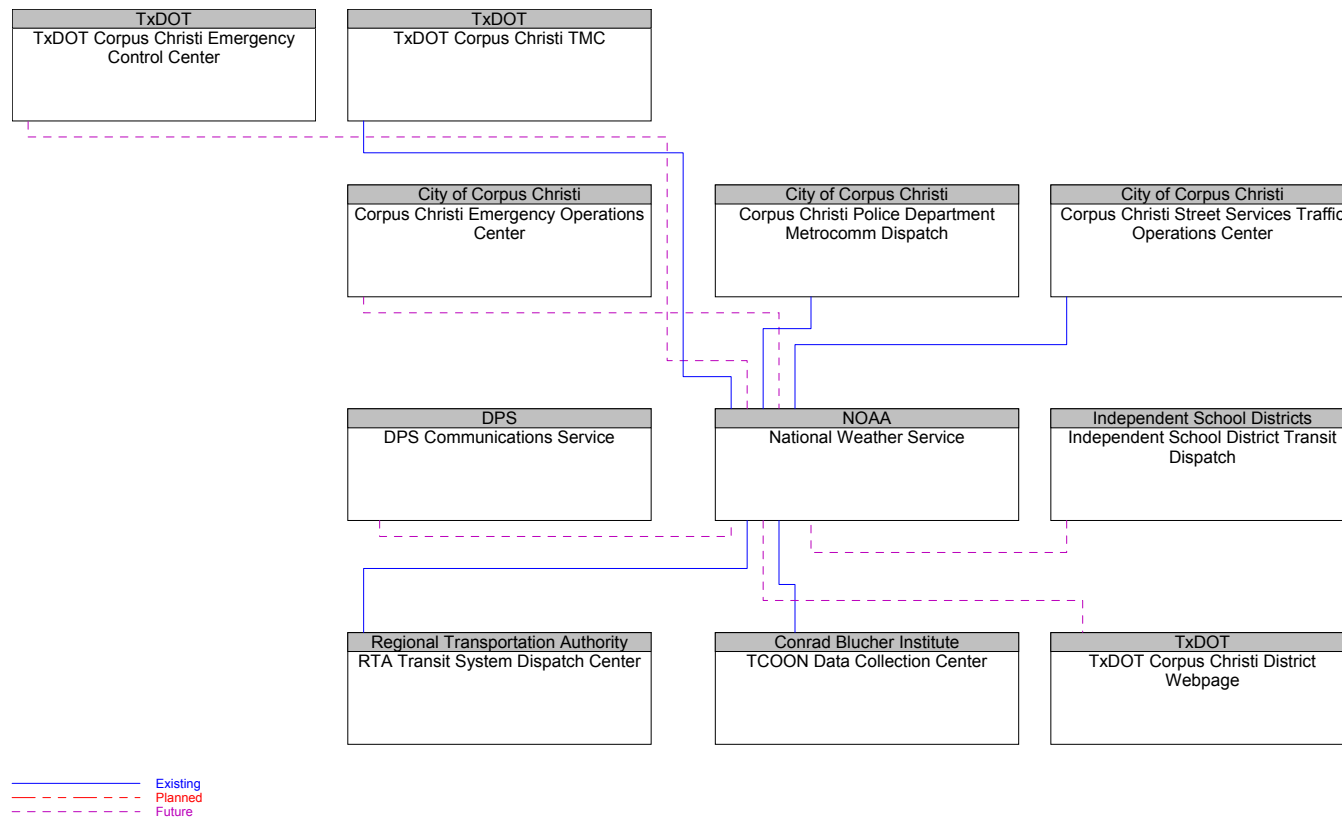 TxDOT
TxDOT Corpus Christi Emergency
Control Center
TxDOT
TxDOT Corpus Christi TMC
City of Corpus Christi
Corpus Christi Emergency Operations
Center
City of Corpus Christi
Corpus Christi Police Department
Metrocomm Dispatch
City of Corpus Christi
Corpus Christi Street Services Traffic
Operations Center
DPS
DPS Communications Service
NOAA
National Weather Service
Independent School Districts
Independent School District Transit
Dispatch
Regional Transportation Authority
RTA Transit System Dispatch Center
Conrad Blucher Institute
TCOON Data Collection Center
TxDOT
TxDOT Corpus Christi District
Webpage
Existing
Planned
Future